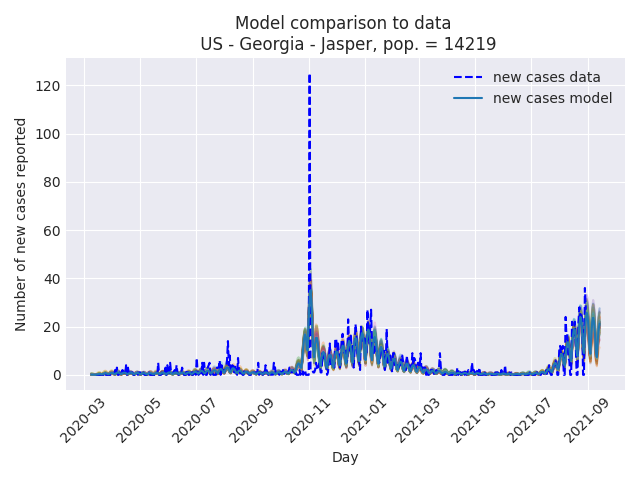 Model comparison to data
US - Georgia - Jasper, pop. = 14219
new cases data
new cases model
Number of new cases reported
120
100
80
60
40
20
0
2020-03
2020-05
2020-07
2020-09
2020-11
2021-01
2021-03
2021-05
2021-07
2021-09
Day